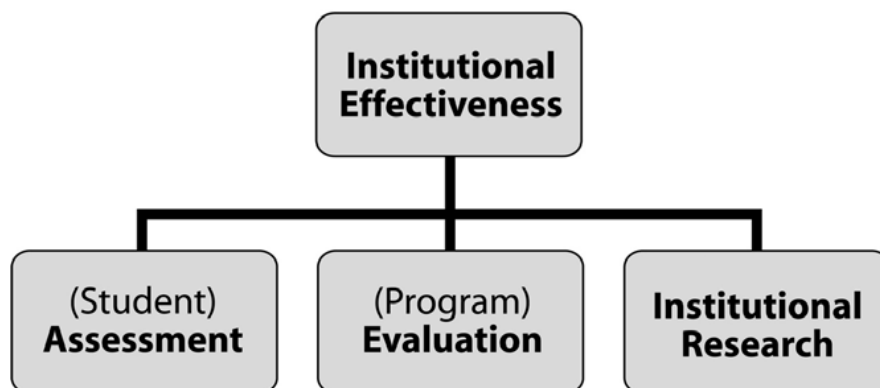 Institutional
Effectiveness
(Student)
Assessment
(Program)
Evaluation
Institutional
Research